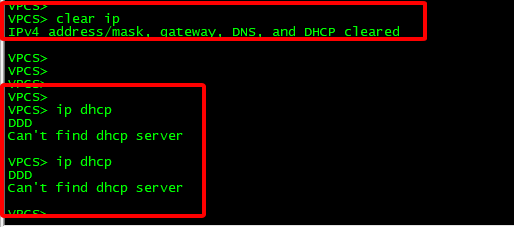 VPCS>
VPCS> clear ip
IPv4 address/mask, gateway, DNS, and DHCP cleared
VPCS>
VPCS>
VPCS>
VPCS>
VPCS> ip dhcp
DDD
Can't find dhcp server
VPCS> ip dhcp
DDD
Can't find dhcp server
VPCS>